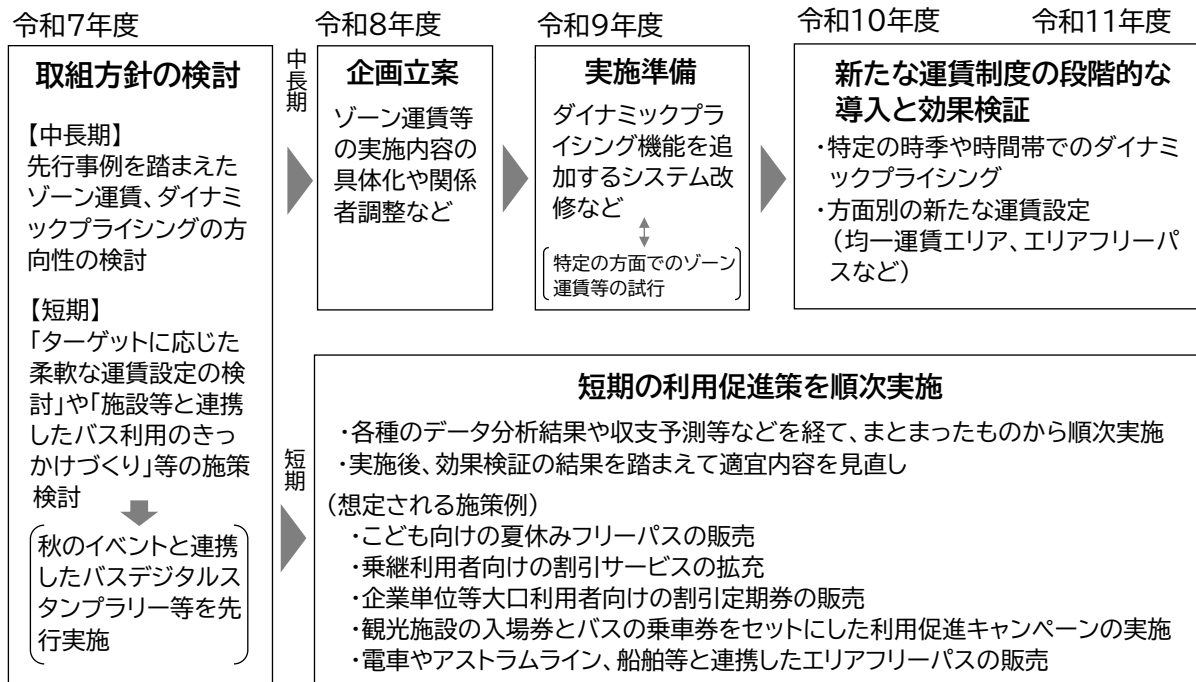 令和7年度
取組方針の検討
【中長期】
先行事例を踏まえた
ゾーン運賃、ダイナミ
ックプライシングの方
向性の検討
【短期】
「ターゲットに応じた
柔軟な運賃設定の検
討」や「施設等と連携
したバス利用のきっ
かけづくり」等の施策
検討
秋のイベントと連携
したバスデジタルス
タンプラリー等を先
行実施
中長期
令和8年度
企画立案
ゾーン運賃等
の実施内容の
具体化や関係
者調整など
令和9年度
実施準備
ダイナミックプラ
イシング機能を追
加するシステム改
修など
特定の方面でのゾーン
運賃等の試行
令和10年度
令和11年度
新たな運賃制度の段階的な
導入と効果検証
・特定の時季や時間帯でのダイナミ
ックプライシング
・方面別の新たな運賃設定
（均一運賃エリア、エリアフリーパ
スなど）
短期
短期の利用促進策を順次実施
・各種のデータ分析結果や収支予測等などを経て、まとまったものから順次実施
・実施後、効果検証の結果を踏まえて適宜内容を見直し
（想定される施策例）
・こども向けの夏休みフリーパスの販売
・乗継利用者向けの割引サービスの拡充
・企業単位等大口利用者向けの割引定期券の販売
・観光施設の入場券とバスの乗車券をセットにした利用促進キャンペーンの実施
・電車やアストラムライン、船舶等と連携したエリアフリーパスの販売